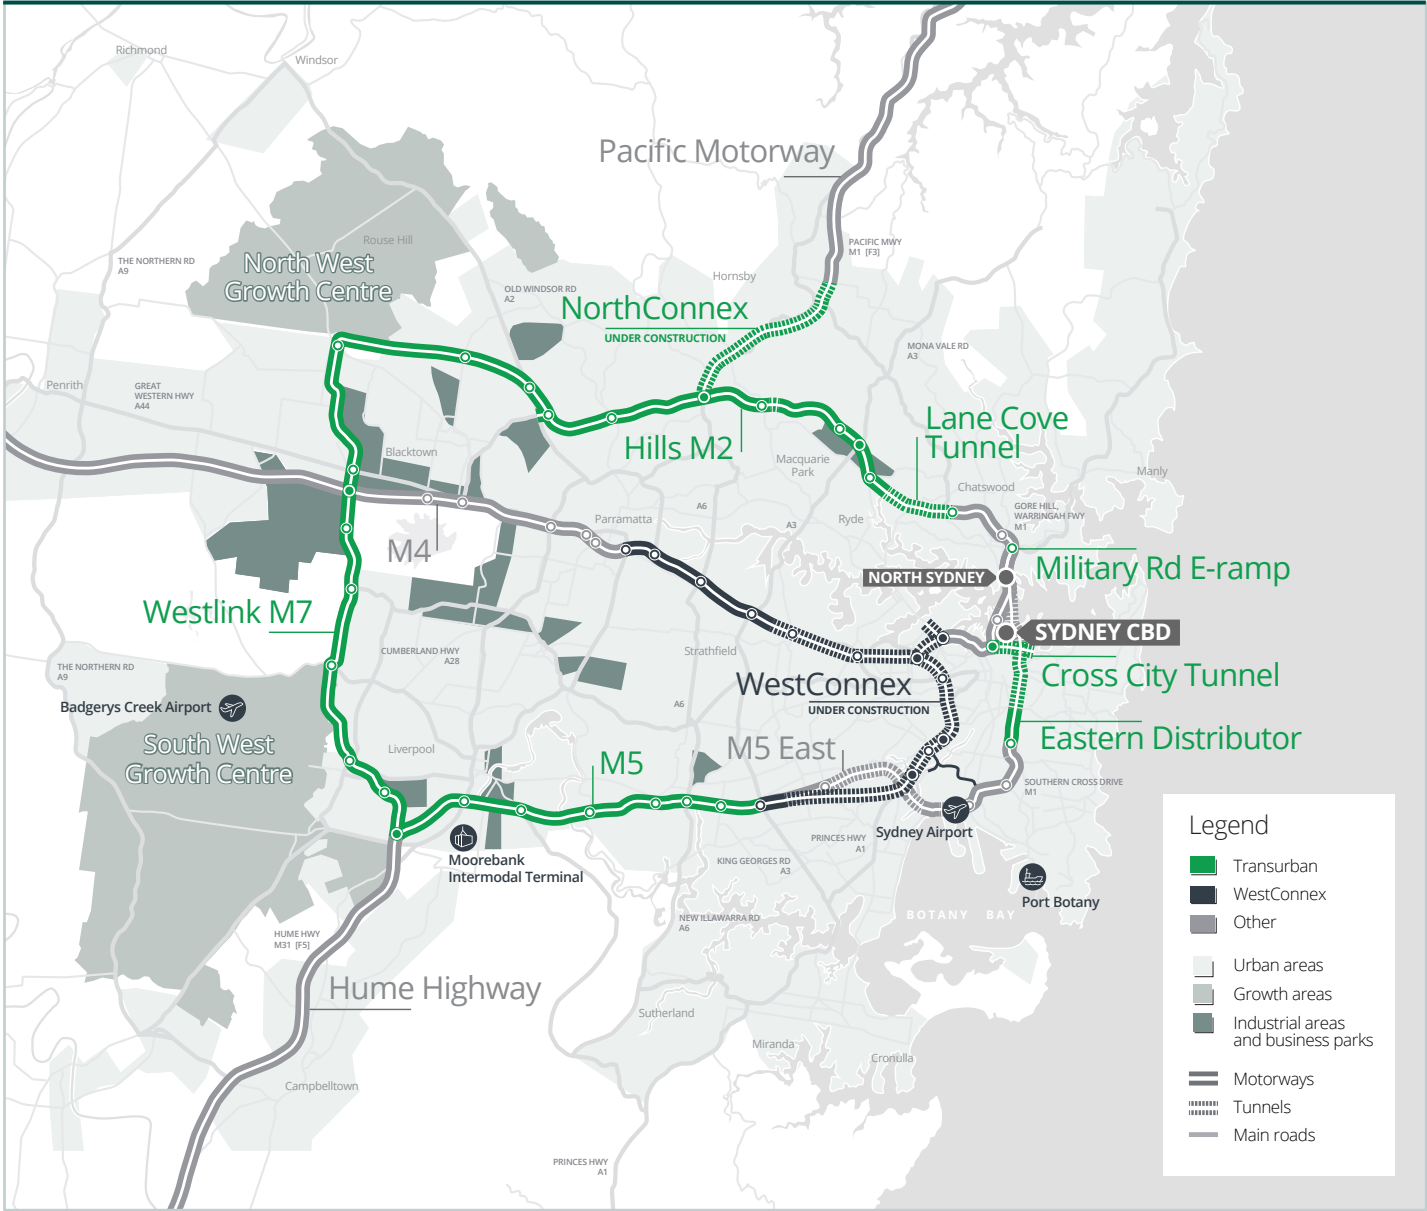 Richmond
Windsor
Pacific Motorway
Rouse Hill
PACIFIC MWY
M1 [F3]
THE NORTHERN RD
A9
North West
Growth Centre
Hornsby
OLD WINDSOR RD
A2
NorthConnex
UNDER CONSTRUCTION
MONA VALE RD
A3
Penrith
GREAT
WESTERN HWY
A44
Lane Cove
Tunnel
Hills M2
Blacktown
Macquarie
Park
Manly
Chatswood
A6
GORE HILL,
WARRINGAH FWY
M1
Parramatta
A3
Ryde
M4
Military Rd E-ramp
NORTH SYDNEY
Westlink M7
SYDNEY CBD
CUMBERLAND HWY
A28
Strathfield
THE NORTHERN RD
A9
Cross City Tunnel
WestConnex
UNDER CONSTRUCTION
Badgerys Creek Airport
A6
South West
Growth Centre
Liverpool
M5 East
Eastern Distributor
M5
SOUTHERN CROSS DRIVE
M1
Sydney Airport
PRINCES HWY
A1
Moorebank
Intermodal Terminal
KING GEORGES RD
A3
Port Botany
BOTANY BAY
NEW ILLAWARRA RD
A6
HUME HWY
M31 [F5]
Hume Highway
Sutherland
Miranda
Cronulla
Campbelltown
PRINCES HWY
A1
Legend
Transurban
WestConnex
Other
Urban areas
Growth areas
Industrial areas
and business parks
Motorways
Tunnels
Main roads